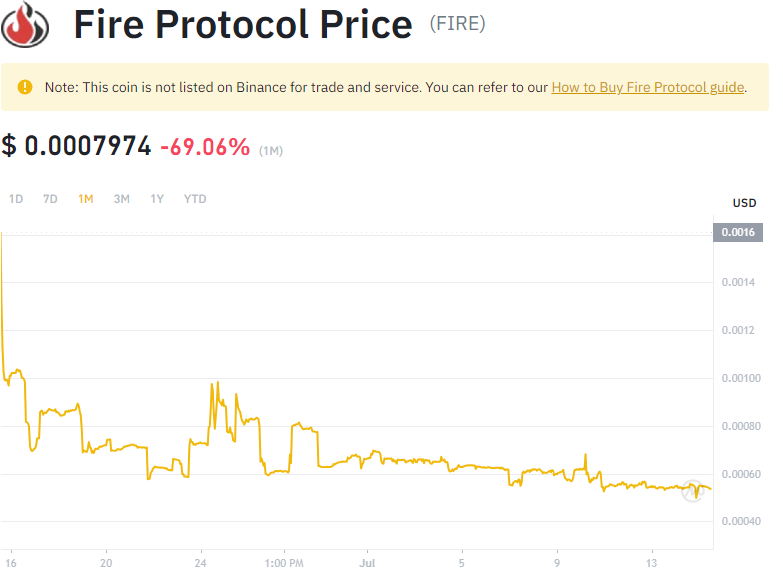 Fire Protocol Price (FIRE)
Note: This coin is not listed on Binance for trade and service. You can refer to our How to Buy Fire Protocol guide.
$ 0.0007974 -69.06% (1M)
1D 7D 1M 3M 1Y YTD
USD
0.0016
0.0014
0.0012
0.00100
0.00080
0.00060
0.00040
16 20 24 1:00 PM Jul 5 9 13